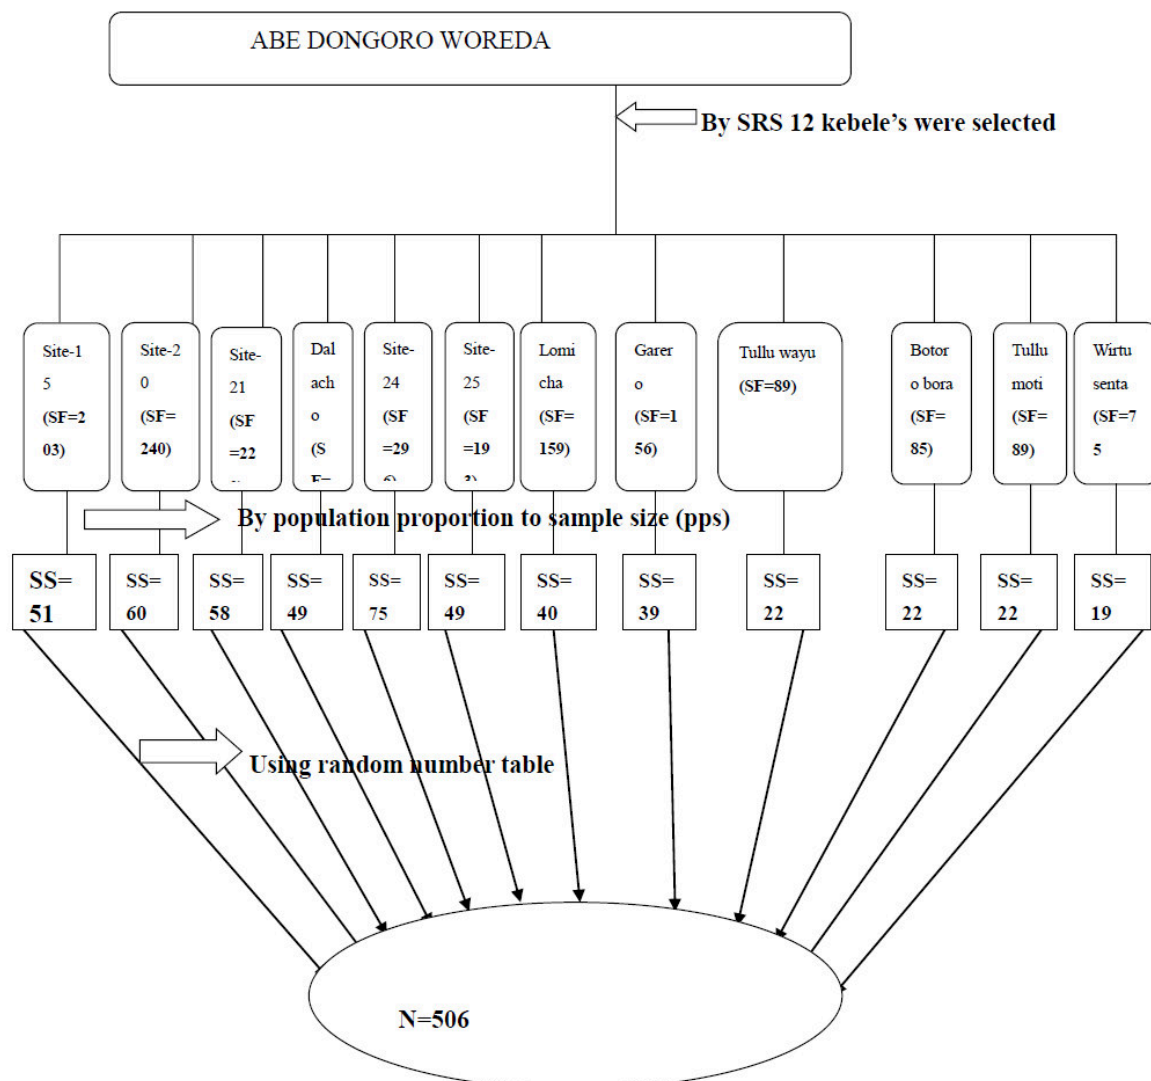 ABE DONGORO WOREDA
By SRS 12 kebele's were selected
Site-1
5
(SF=2
03)
Site-2
0
(SF=
240)
Site-
21
(SF
=22
Dal
ach
o
(S
F=
Site-
24
(SF
=29
Site-
25
(SF
=19
Lomi
cha
(SF=
159)
Garer
o
(SF=1
56)
Tullu wayu
(SF=89)
Botor
o bora
(SF=
85)
Tullu
moti
(SF=
89)
Wirtu
senta
(SF=7
5
By population proportion to sample size (pps)
SS=
51
SS=
60
SS=
58
SS=
49
SS=
75
SS=
49
SS=
40
SS=
39
SS=
22
SS=
22
SS=
22
SS=
19
Using random number table
N=506